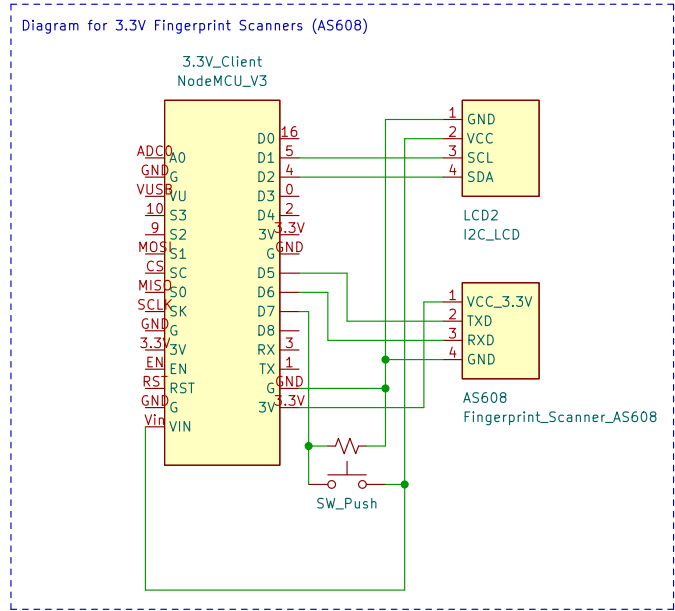 Diagram for 3.3V Fingerprint Scanners (AS608)
3.3V_Client
NodeMCU_V3
ADC0 A0
GND G
VUSB VU
10 S3
9 S2
MOSI S1
CS SC
MISO S0
SCLK SK
GND G
3.3V 3V
EN EN
RST RST
GND G
Vin VIN
D0 16
D1 5
D2 4
D3 0
D4 2
3V 3.3V
G GND
D5
D6
D7
D8
RX 3
TX 1
G GND
3V 3.3V
1 GND
2 VCC
3 SCL
4 SDA
LCD2
I2C_LCD
1 VCC_3.3V
2 TXD
3 RXD
4 GND
AS608
Fingerprint_Scanner_AS608
SW_Push